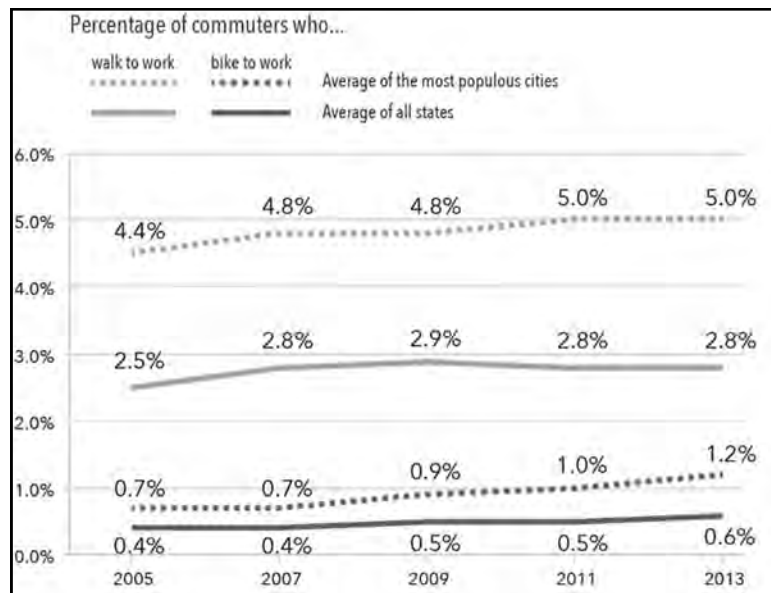 Percentage of commuters who...
walk to work bike to work
Average of the most populous cities
Average of all states
6.0%
5.0%
4.0%
3.0%
2.0%
1.0%
0.0%
4.4% 4.8% 4.8% 5.0% 5.0%
2.5% 2.8% 2.9% 2.8% 2.8%
0.7% 0.7% 0.9% 1.0% 1.2%
0.4% 0.4% 0.5% 0.5% 0.6%
2005 2007 2009 2011 2013